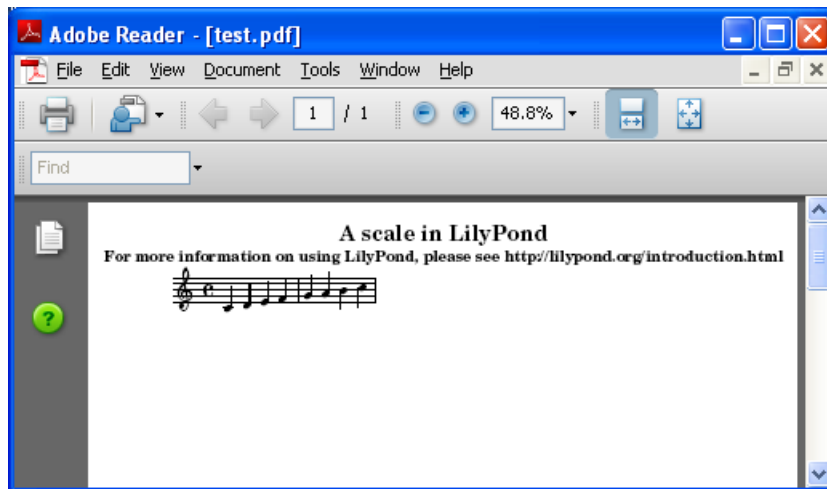 Adobe Reader - [test.pdf]
File Edit View Document Tools Window Help
1 / 1 48.8%
Find
A scale in LilyPond
For more information on using LilyPond, please see http://lilypond.org/introduction.html